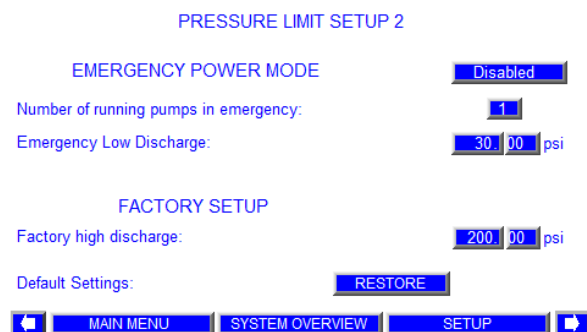 PRESSURE LIMIT SETUP 2
EMERGENCY POWER MODE Disabled
Number of running pumps in emergency: 1
Emergency Low Discharge: 30. 00 psi
FACTORY SETUP
Factory high discharge: 200. 00 psi
Default Settings: RESTORE
MAIN MENU SYSTEM OVERVIEW SETUP